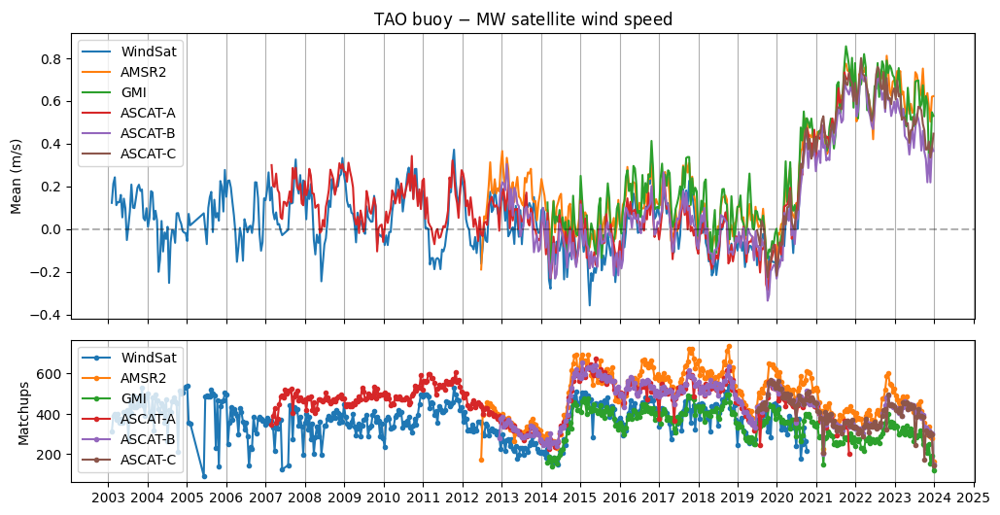 TAO buoy − MW satellite wind speed
Mean (m/s)
0.8
0.6
0.4
0.2
0.0
−0.2
−0.4
WindSat
AMSR2
GMI
ASCAT-A
ASCAT-B
ASCAT-C
Matchups
600
400
200
WindSat
AMSR2
GMI
ASCAT-A
ASCAT-B
ASCAT-C
2003 2004 2005 2006 2007 2008 2009 2010 2011 2012 2013 2014 2015 2016 2017 2018 2019 2020 2021 2022 2023 2024 2025